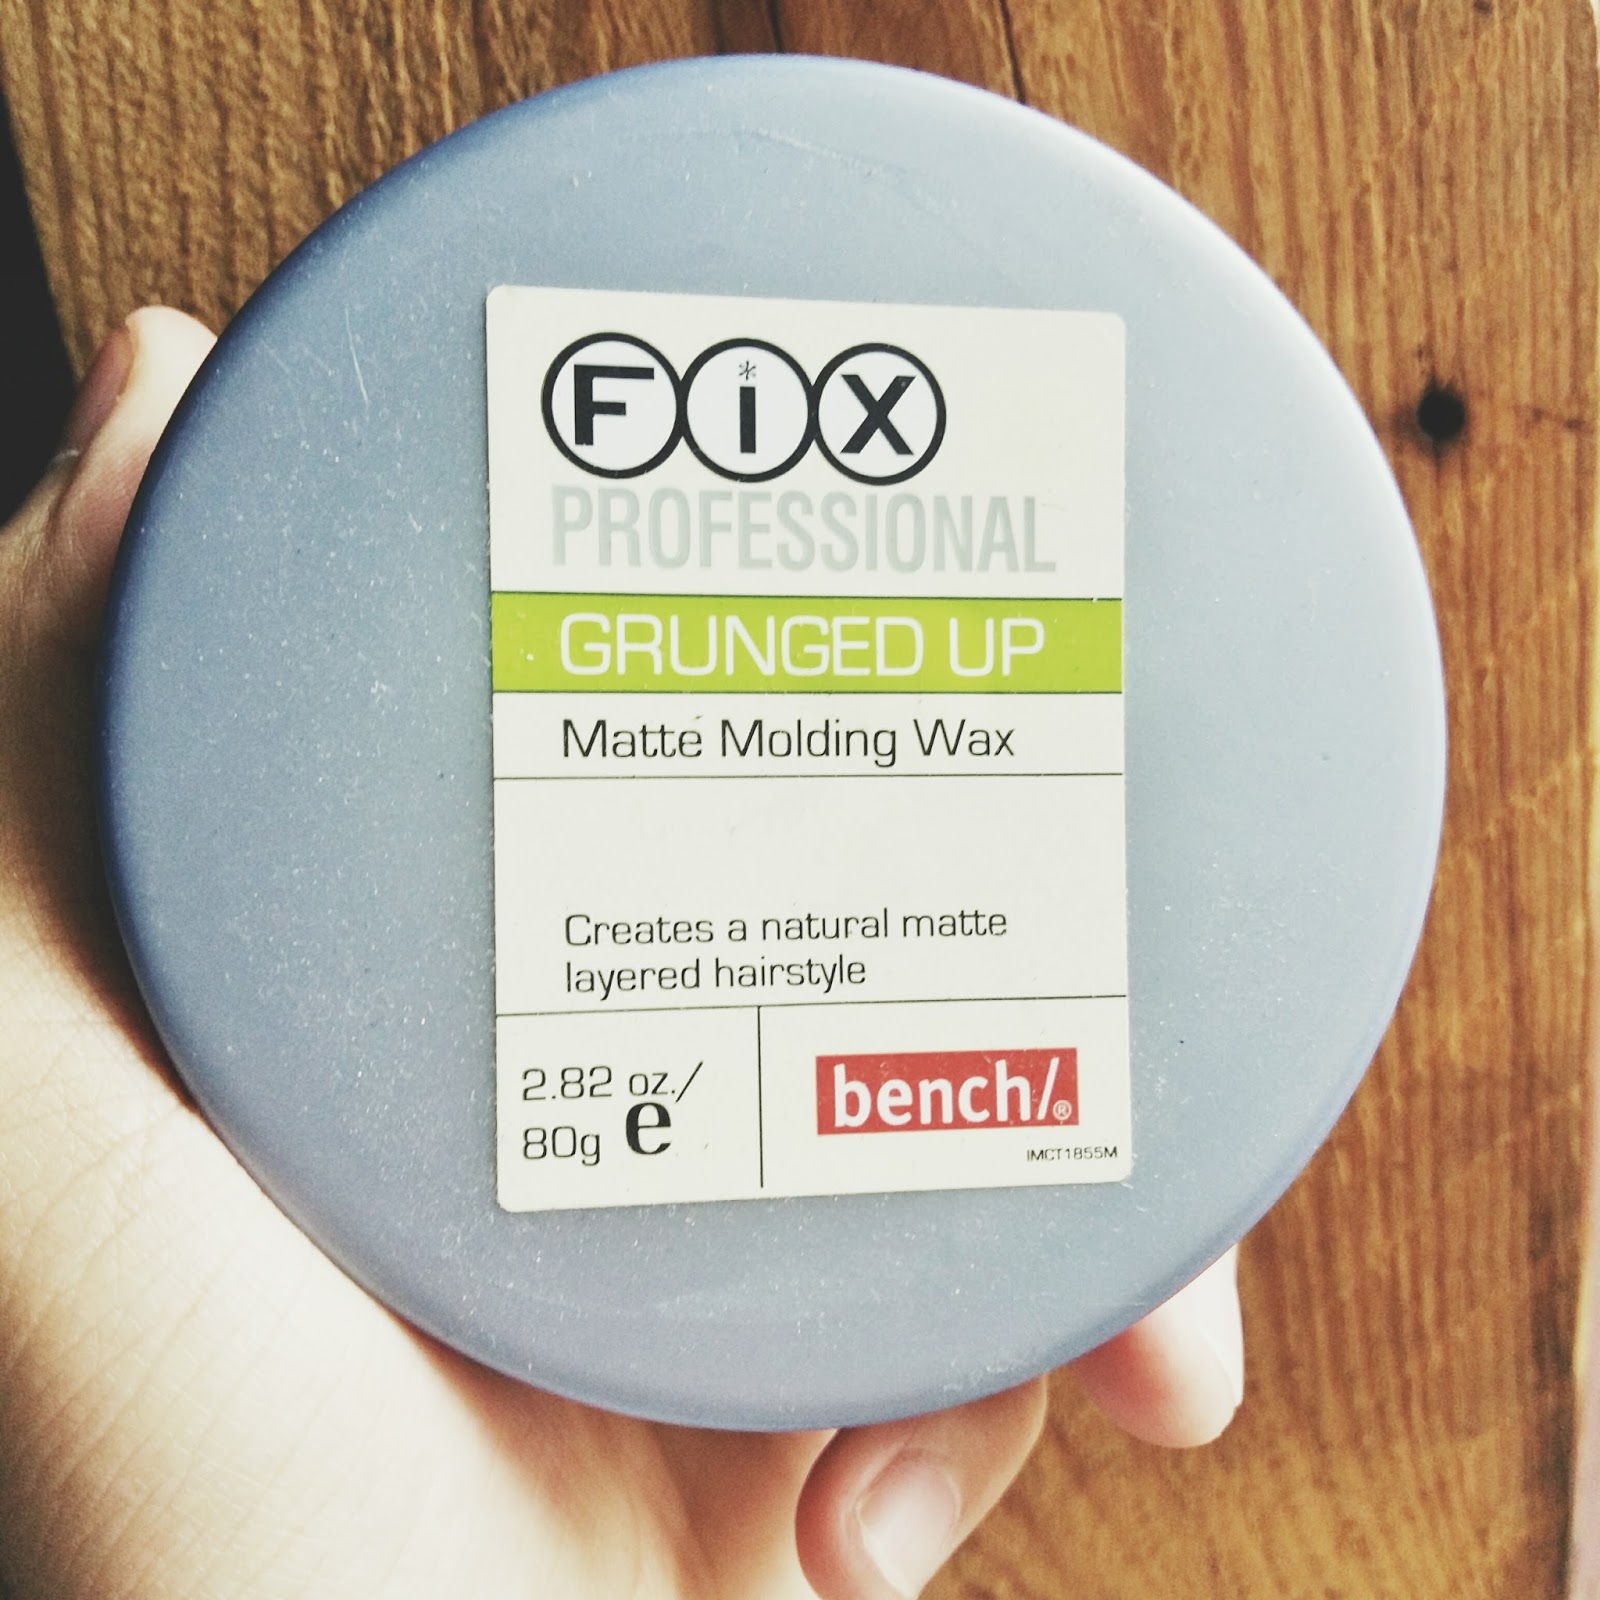 FiX
PROFESSIONAL
GRUNGED UP
Matte Molding Wax
Creates a natural matte
layered hairstyle
2.82 oz./
80g e
bench/®
IMCT1855M